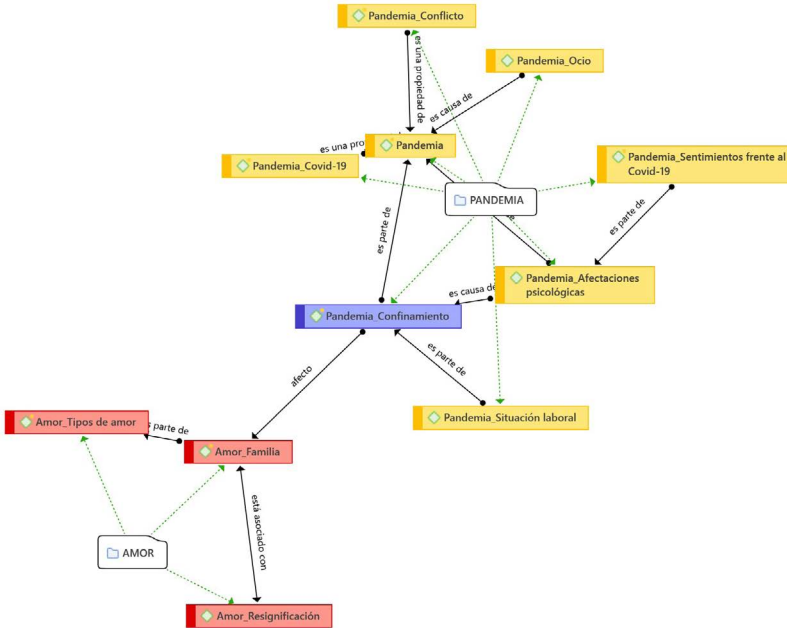 Pandemia_Conflicto
es una propiedad de
Pandemia_Ocio
es causa de
es una pro
Pandemia
Pandemia_Covid-19
Pandemia_Sentimientos frente al
Covid-19
PANDEMIA
es parte de
es parte de
Pandemia_Afectaciones
psicológicas
es causa de
Pandemia_Confinamiento
es parte de
afecto
Pandemia_Situación laboral
Amor_Tipos de amor
s parte de
Amor_Familia
está asociado con
AMOR
Amor_Resignificación